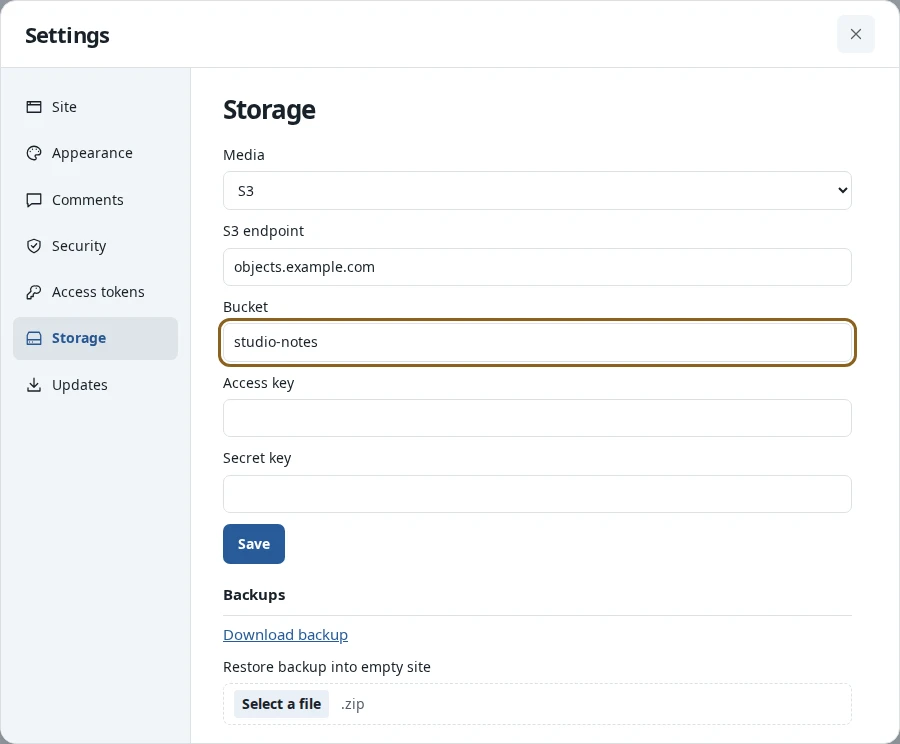 Settings
Site
Appearance
Comments
Security
Access tokens
Storage
Updates
Storage
Media
S3
S3 endpoint
objects.example.com
Bucket
studio-notes
Access key
Secret key
Save
Backups
Download backup
Restore backup into empty site
Select a file .zip